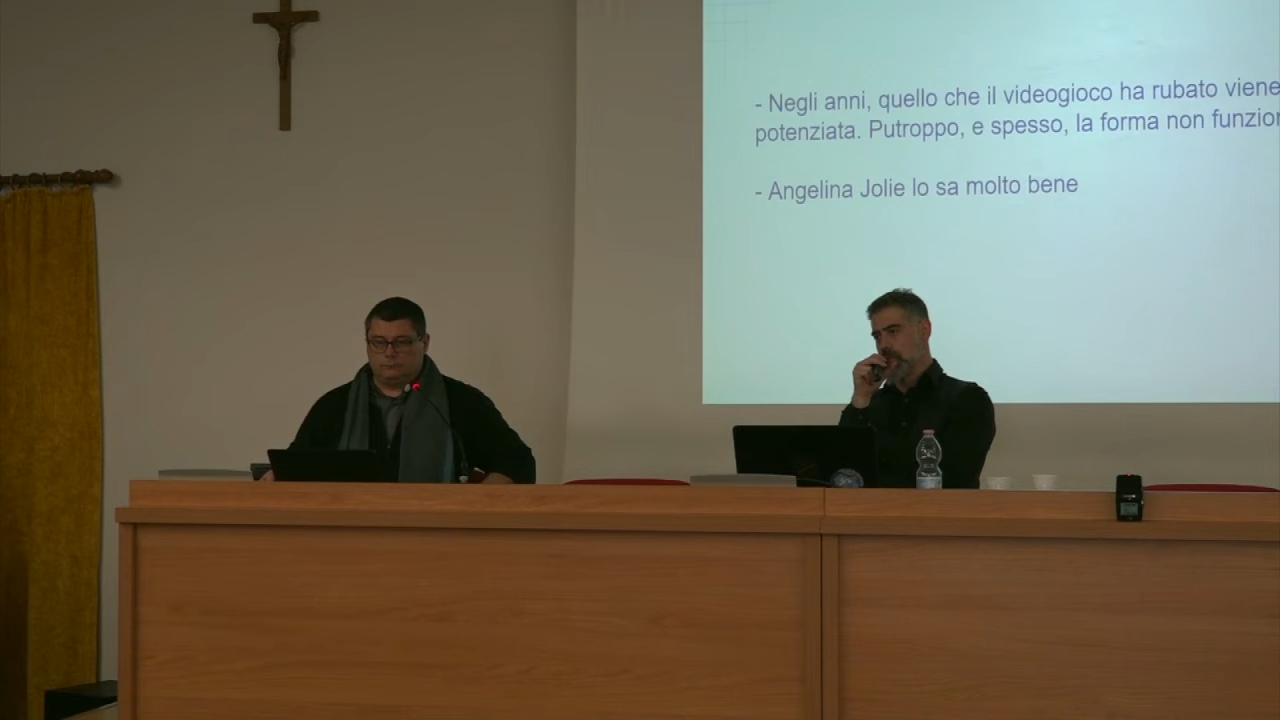 - Negli anni, quello che il videogioco ha rubato viene
potenziata. Putroppo, e spesso, la forma non funzio
- Angelina Jolie lo sa molto bene